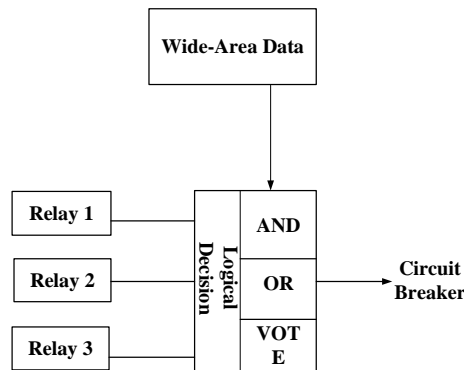 Wide-Area Data
Relay 1
Relay 2
Relay 3
Logical
Decision
AND
OR
VOT
E
Circuit
Breaker